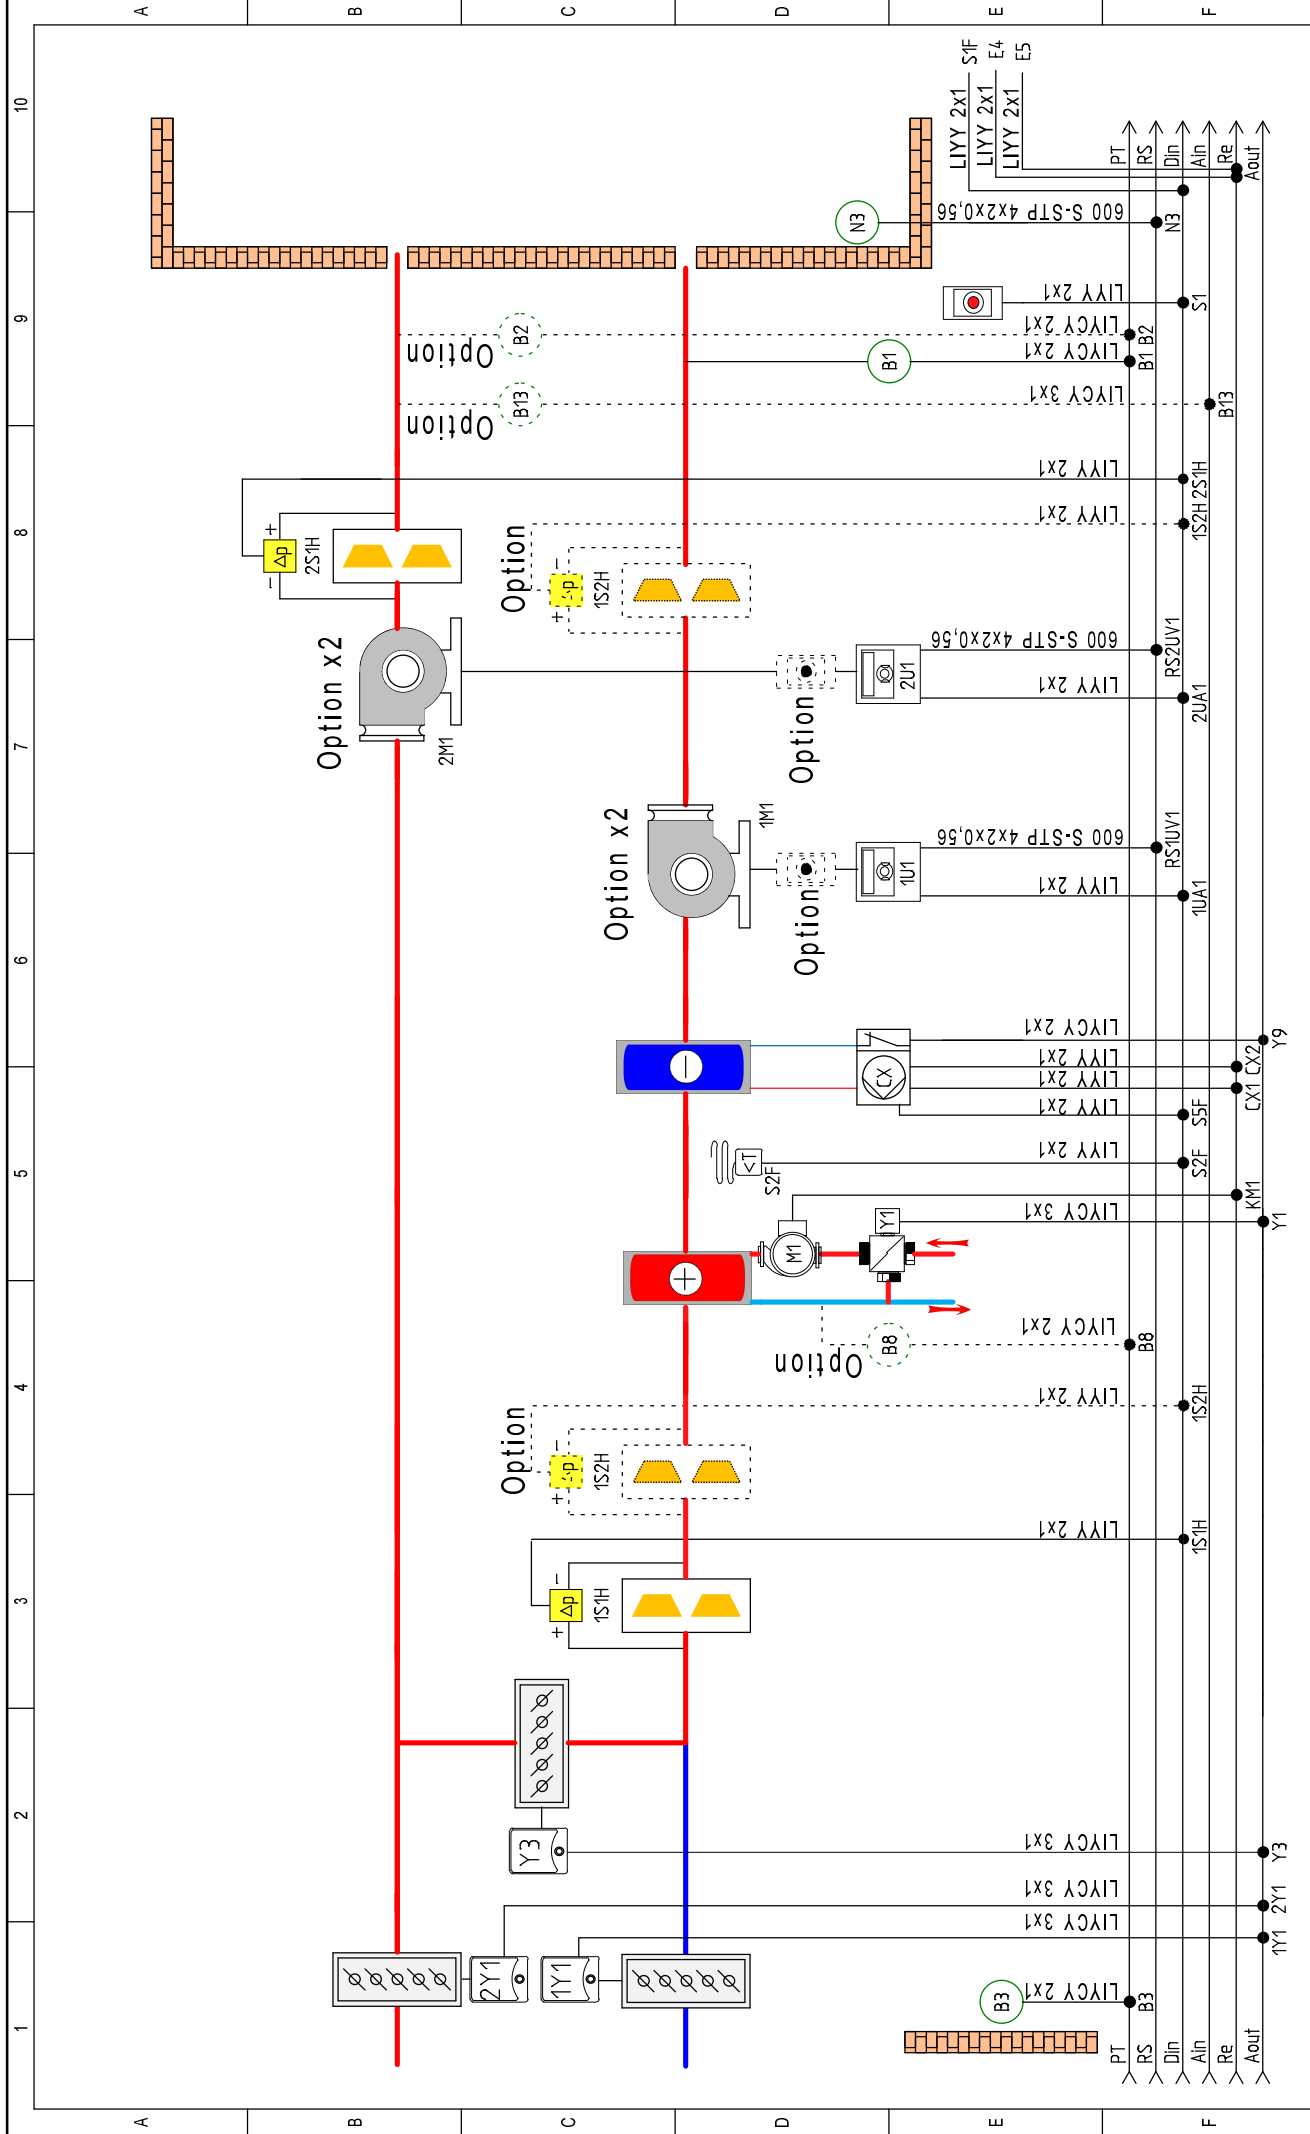 1 2 3 4 5 6 7 8 9 10
A A
B B
C C
D D
E E
F F
2Y1
1Y1
Y3
+ Δp −
1S1H
Option
+ Δp −
1S2H
Option x2
2M1
− Δp +
2S1H
Option
+ Δp −
1S2H
Option
B13
Option
B2
Option x2
1M1
Option
Option
1U1
2U1
B1
N3
B3
+
−
M1
Y1
Option
B8
<T
S2F
CX
LIYCY 2x1
LIYCY 3x1
LIYCY 3x1
LIYCY 3x1
LIYY 2x1
LIYY 2x1
LIYCY 2x1
LIYCY 3x1
LIYY 2x1
LIYY 2x1
LIYY 2x1
LIYY 2x1
LIYCY 2x1
LIYY 2x1
600 S-STP 4x2x0,56
LIYY 2x1
600 S-STP 4x2x0,56
LIYY 2x1
LIYY 2x1
LIYCY 3x1
LIYCY 2x1
LIYCY 2x1
LIYY 2x1
600 S-STP 4x2x0,56
LIYY 2x1 S1F
LIYY 2x1 E4
LIYY 2x1 E5
PT PT
RS B3 B8 B1 B2 RS
Din RS1UV1 RS2UV1 N3 Din
Ain 1S1H 1S2H S2F S5F 1UA1 2UA1 1S2H 2S1H S1 Ain
Re B13 Re
Aout KM1 CX1 CX2 Aout
1Y1 2Y1 Y3 Y1 Y9